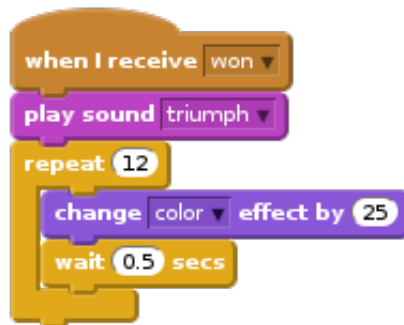 when I receive won
play sound triumph
repeat 12
change color effect by 25
wait 0.5 secs